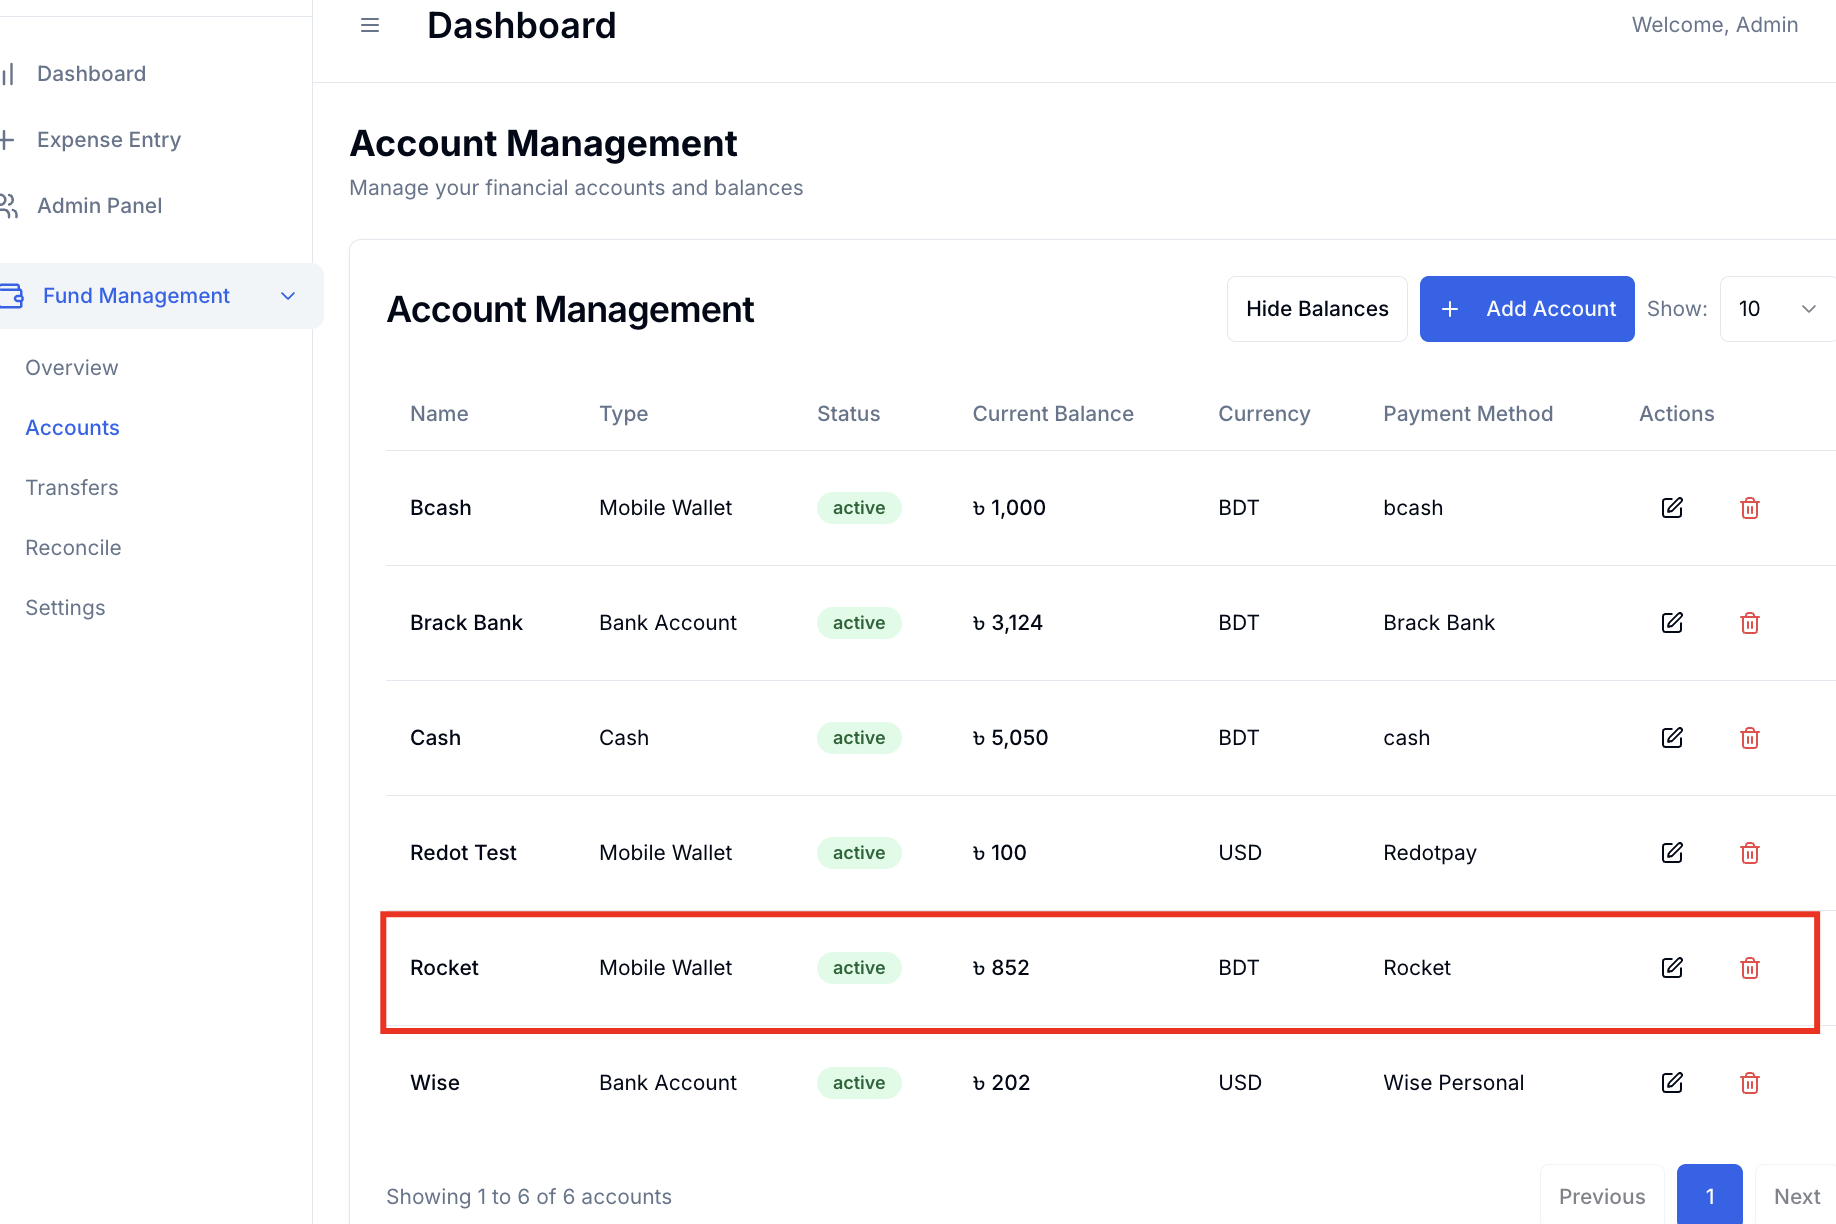 Dashboard
Welcome, Admin
Dashboard
Expense Entry
Admin Panel
Fund Management
Overview
Accounts
Transfers
Reconcile
Settings
Account Management
Manage your financial accounts and balances
Account Management
Hide Balances
+ Add Account
Show: 10
Name Type Status Current Balance Currency Payment Method Actions
Bcash Mobile Wallet active ৳ 1,000 BDT bcash
Brack Bank Bank Account active ৳ 3,124 BDT Brack Bank
Cash Cash active ৳ 5,050 BDT cash
Redot Test Mobile Wallet active ৳ 100 USD Redotpay
Rocket Mobile Wallet active ৳ 852 BDT Rocket
Wise Bank Account active ৳ 202 USD Wise Personal
Showing 1 to 6 of 6 accounts
Previous 1 Next